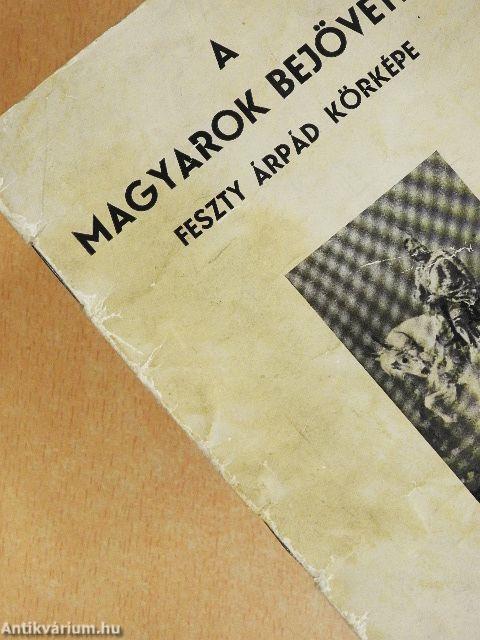 A
MAGYAROK BEJÖVET
FESZTY ÁRPÁD KÖRKÉPE
Antikvárium.hu